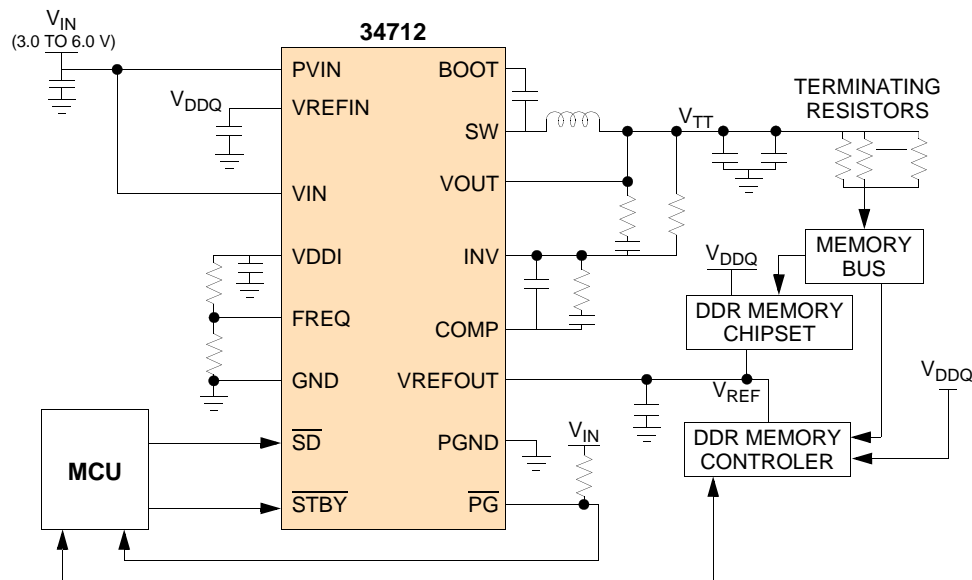 V_IN
(3.0 TO 6.0 V)
34712
PVIN
BOOT
V_DDQ
VREFIN
TERMINATING
RESISTORS
SW
V_TT
VIN
VOUT
VDDI
INV
MEMORY
BUS
V_DDQ
DDR MEMORY
CHIPSET
FREQ
COMP
GND
VREFOUT
V_REF
V_DDQ
MCU
SD
V_IN
PGND
DDR MEMORY
CONTROLER
STBY
PG